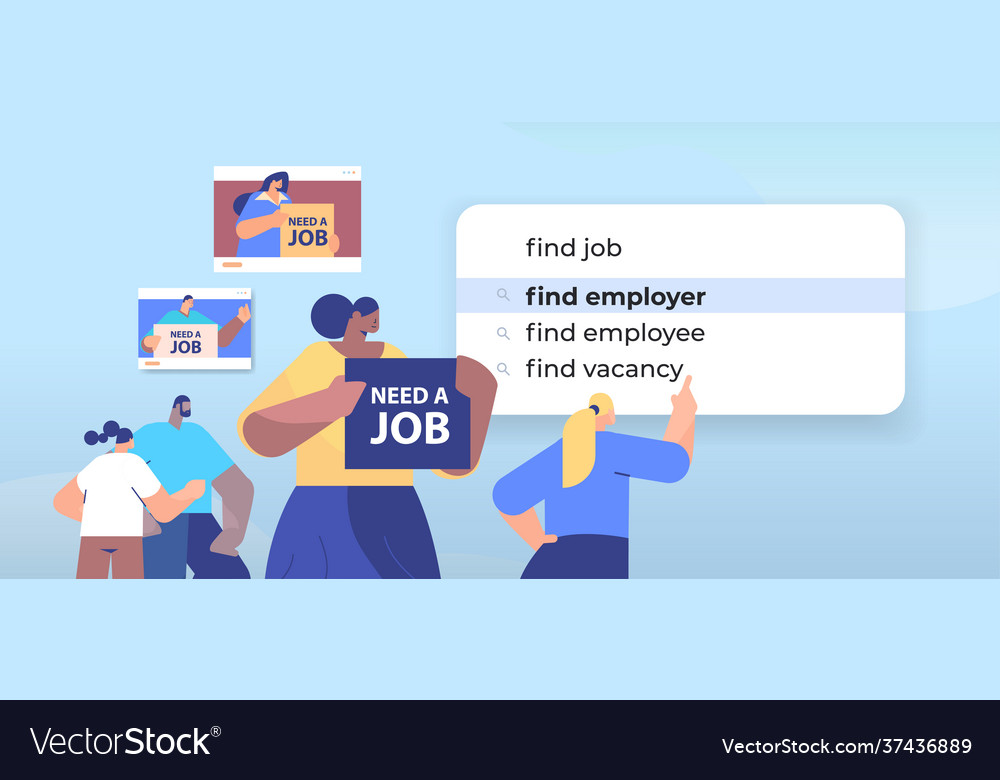 NEED A
JOB
find job
find employer
find employee
find vacancy
NEED A
JOB
NEED A
JOB
VectorStock®
VectorStock.com/37436889